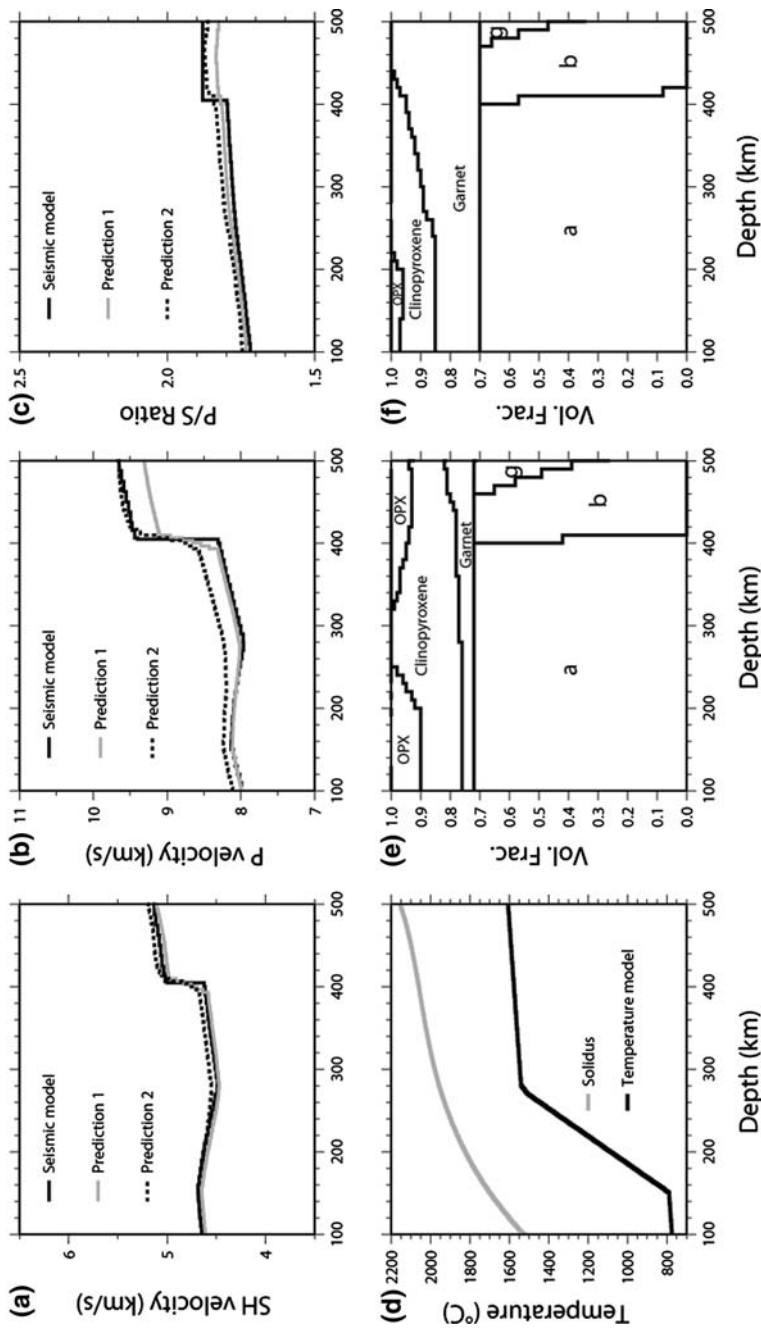 (a)
SH velocity (km/s)
6
5
4
Seismic model
Prediction 1
Prediction 2
100 200 300 400 500
(b)
P velocity (km/s)
11
10
9
8
7
Seismic model
Prediction 1
Prediction 2
100 200 300 400 500
(c)
P/S Ratio
2.5
2.0
1.5
Seismic model
Prediction 1
Prediction 2
100 200 300 400 500
(d)
Temperature (°C)
2200
2000
1800
1600
1400
1200
1000
800
Solidus
Temperature model
100 200 300 400 500
Depth (km)
(e)
Vol. Frac.
1.0
0.9
0.8
0.7
0.6
0.5
0.4
0.3
0.2
0.1
0.0
OPX
OPX
Clinopyroxene
Garnet
g
b
a
100 200 300 400 500
Depth (km)
(f)
Vol. Frac.
1.0
0.9
0.8
0.7
0.6
0.5
0.4
0.3
0.2
0.1
0.0
OPX
Clinopyroxene
Garnet
g
b
a
100 200 300 400 500
Depth (km)